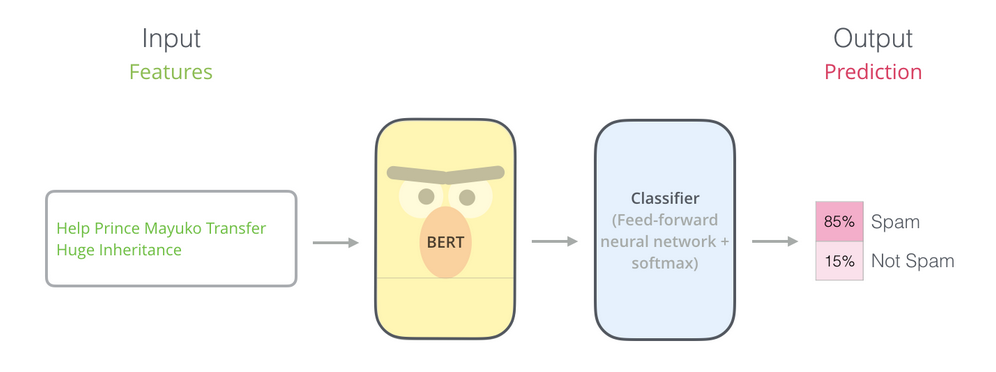 Input
Features
Output
Prediction
Help Prince Mayuko Transfer
Huge Inheritance
BERT
Classifier
(Feed-forward
neural network +
softmax)
85% Spam
15% Not Spam